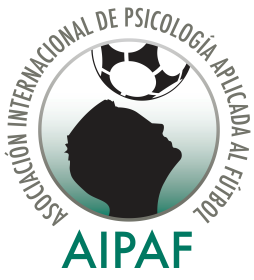 ASOCIACIÓN INTERNACIONAL DE PSICOLOGÍA APLICADA AL FÚTBOL
AIPAF